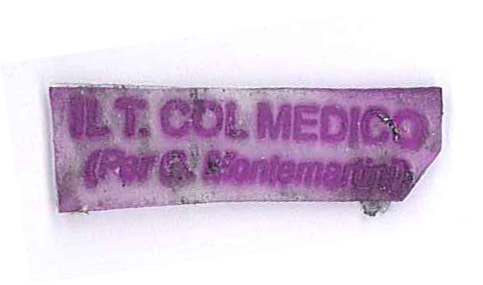 IL T. COL MEDICO
(Per G. Montemartini)